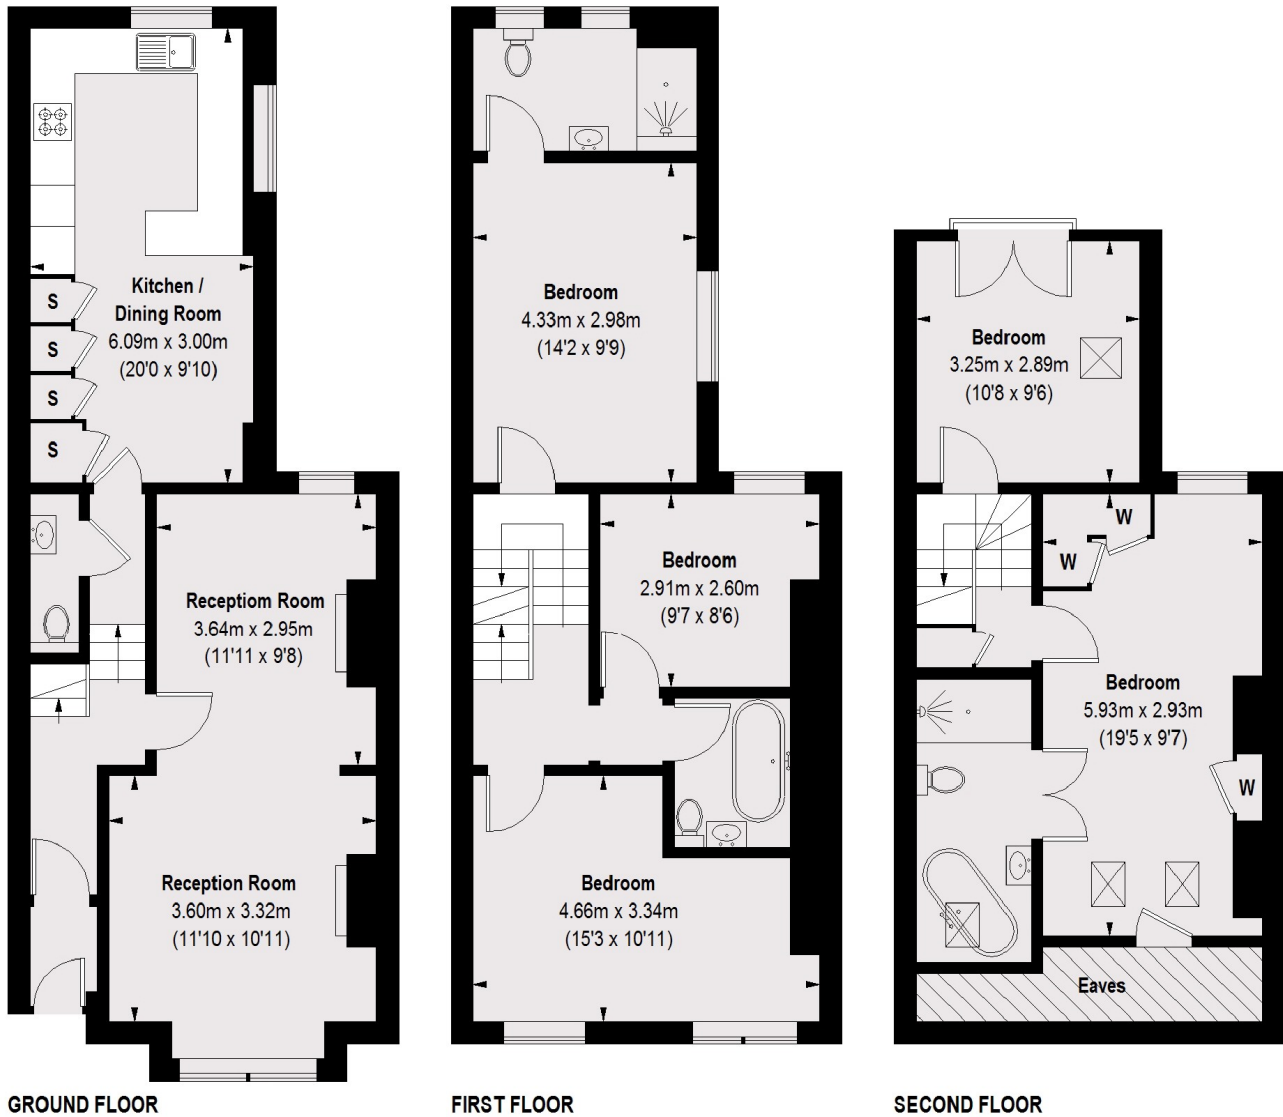 Kitchen /
Dining Room
6.09m x 3.00m
(20'0 x 9'10)
S
S
S
S
Receptiom Room
3.64m x 2.95m
(11'11 x 9'8)
Reception Room
3.60m x 3.32m
(11'10 x 10'11)
GROUND FLOOR
Bedroom
4.33m x 2.98m
(14'2 x 9'9)
Bedroom
2.91m x 2.60m
(9'7 x 8'6)
Bedroom
4.66m x 3.34m
(15'3 x 10'11)
FIRST FLOOR
Bedroom
3.25m x 2.89m
(10'8 x 9'6)
W
W
Bedroom
5.93m x 2.93m
(19'5 x 9'7)
W
Eaves
SECOND FLOOR